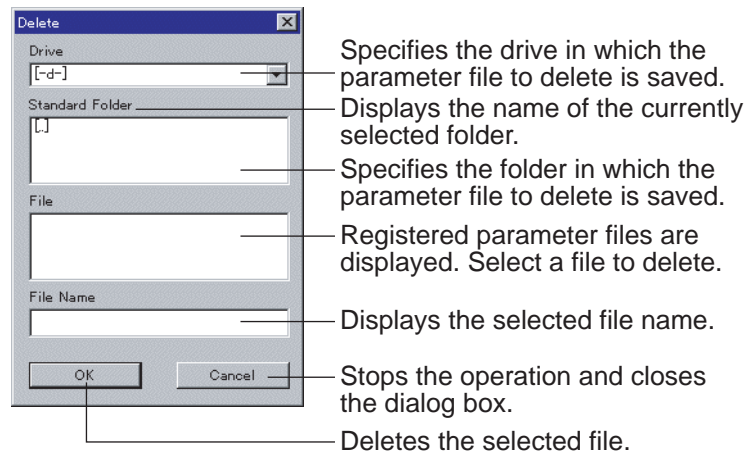 Delete
Drive
[-d-]
Standard Folder
[.]
File
File Name
OK
Cancel
Specifies the drive in which the
parameter file to delete is saved.
Displays the name of the currently
selected folder.
Specifies the folder in which the
parameter file to delete is saved.
Registered parameter files are
displayed. Select a file to delete.
Displays the selected file name.
Stops the operation and closes
the dialog box.
Deletes the selected file.